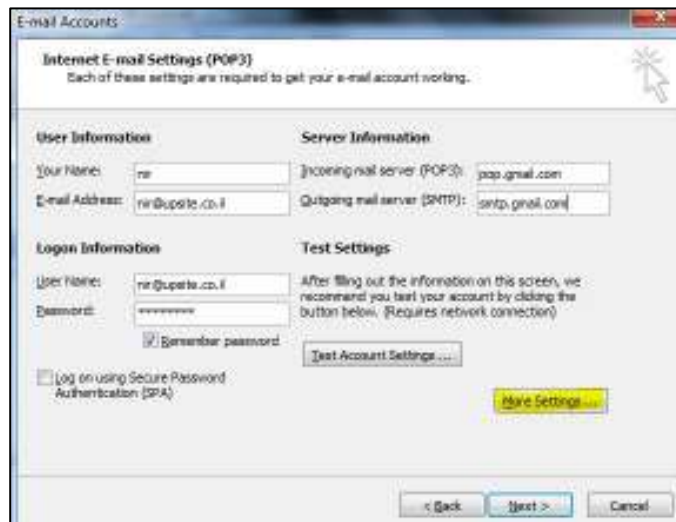 E-mail Accounts
Internet E-mail Settings (POP3)
Each of these settings are required to get your e-mail account working.
User Information
Your Name: nir
E-mail Address: nir@upsite.co.il
Server Information
Incoming mail server (POP3): pop.gmail.com
Outgoing mail server (SMTP): smtp.gmail.com
Logon Information
User Name: nir@upsite.co.il
Password: ********
Remember password
Log on using Secure Password
Authentication (SPA)
Test Settings
After filling out the information on this screen, we
recommend you test your account by clicking the
button below. (Requires network connection)
Test Account Settings ...
More Settings ...
< Back
Next >
Cancel